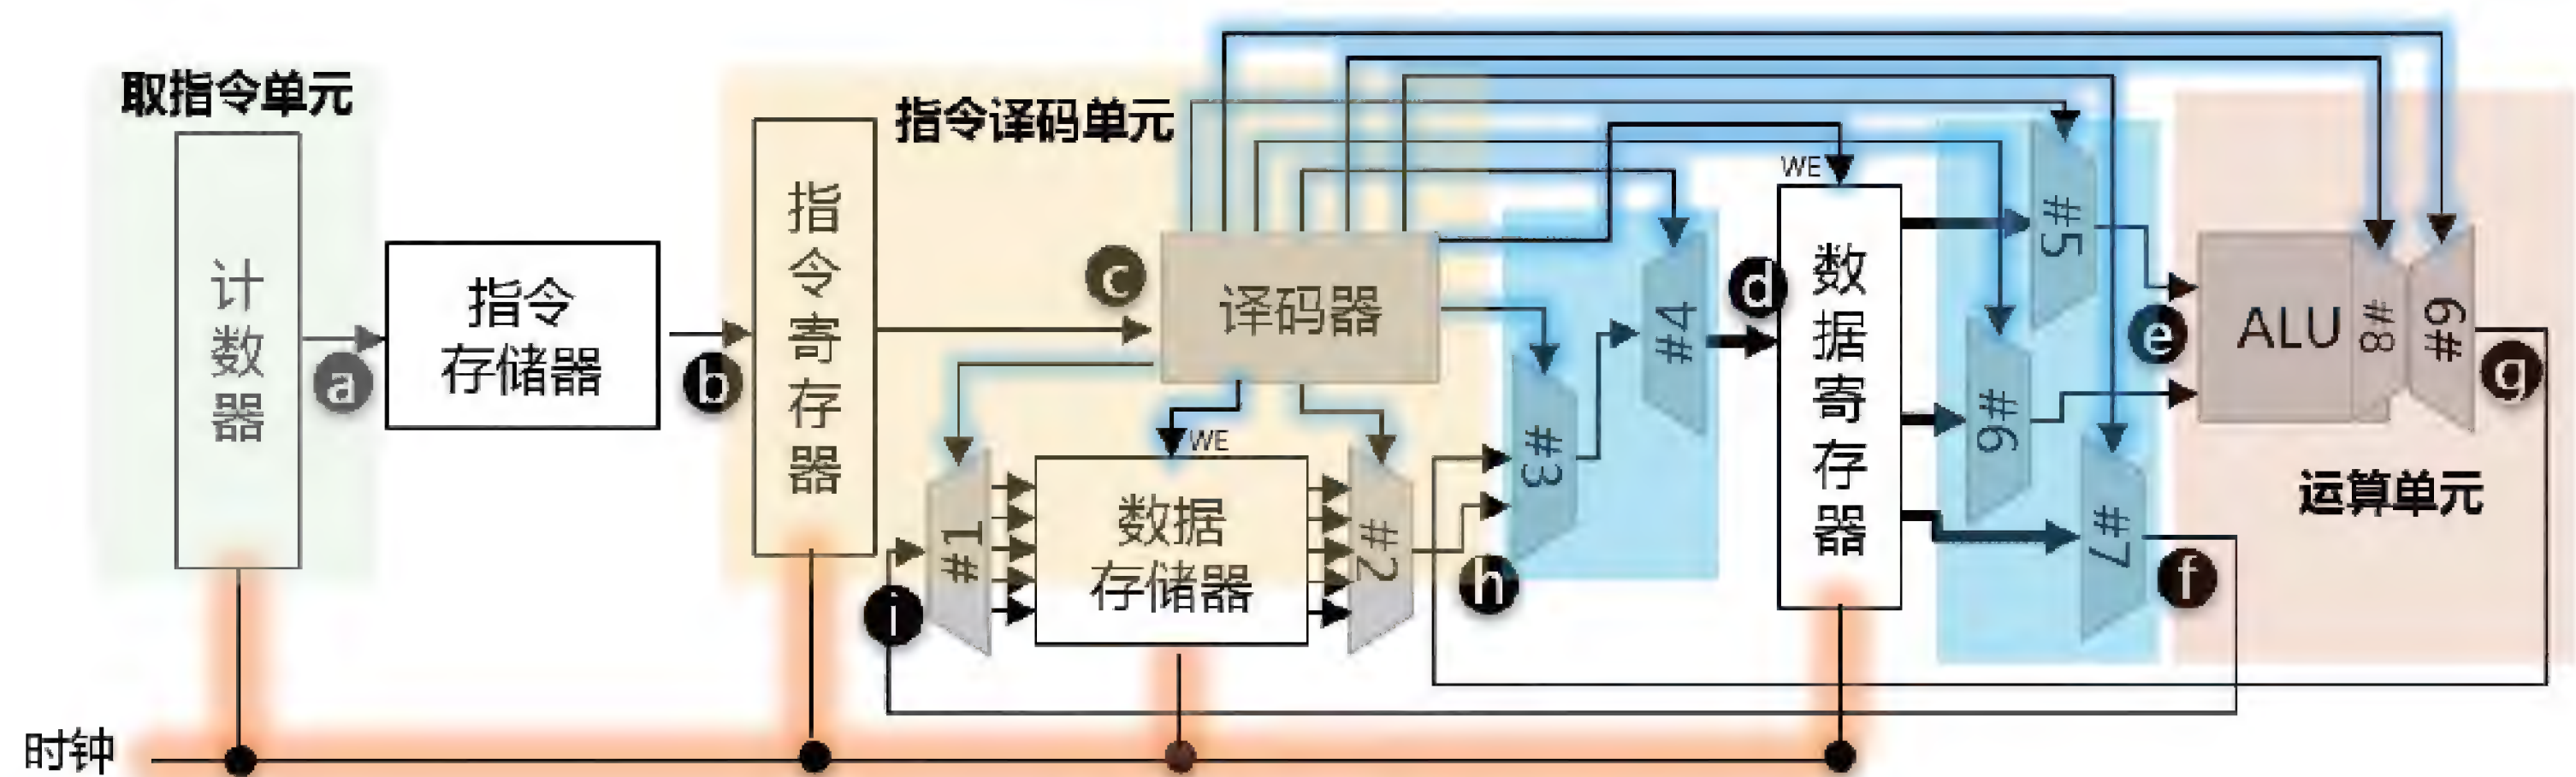 取指令单元
指令译码单元
计数器
a
指令
存储器
b
指令寄存器
c
译码器
WE
数据
存储器
#1
#2
i
h
#3
#4
d
WE
数据寄存器
#5
#6
#7
e
f
ALU
#8
#9
g
运算单元
时钟